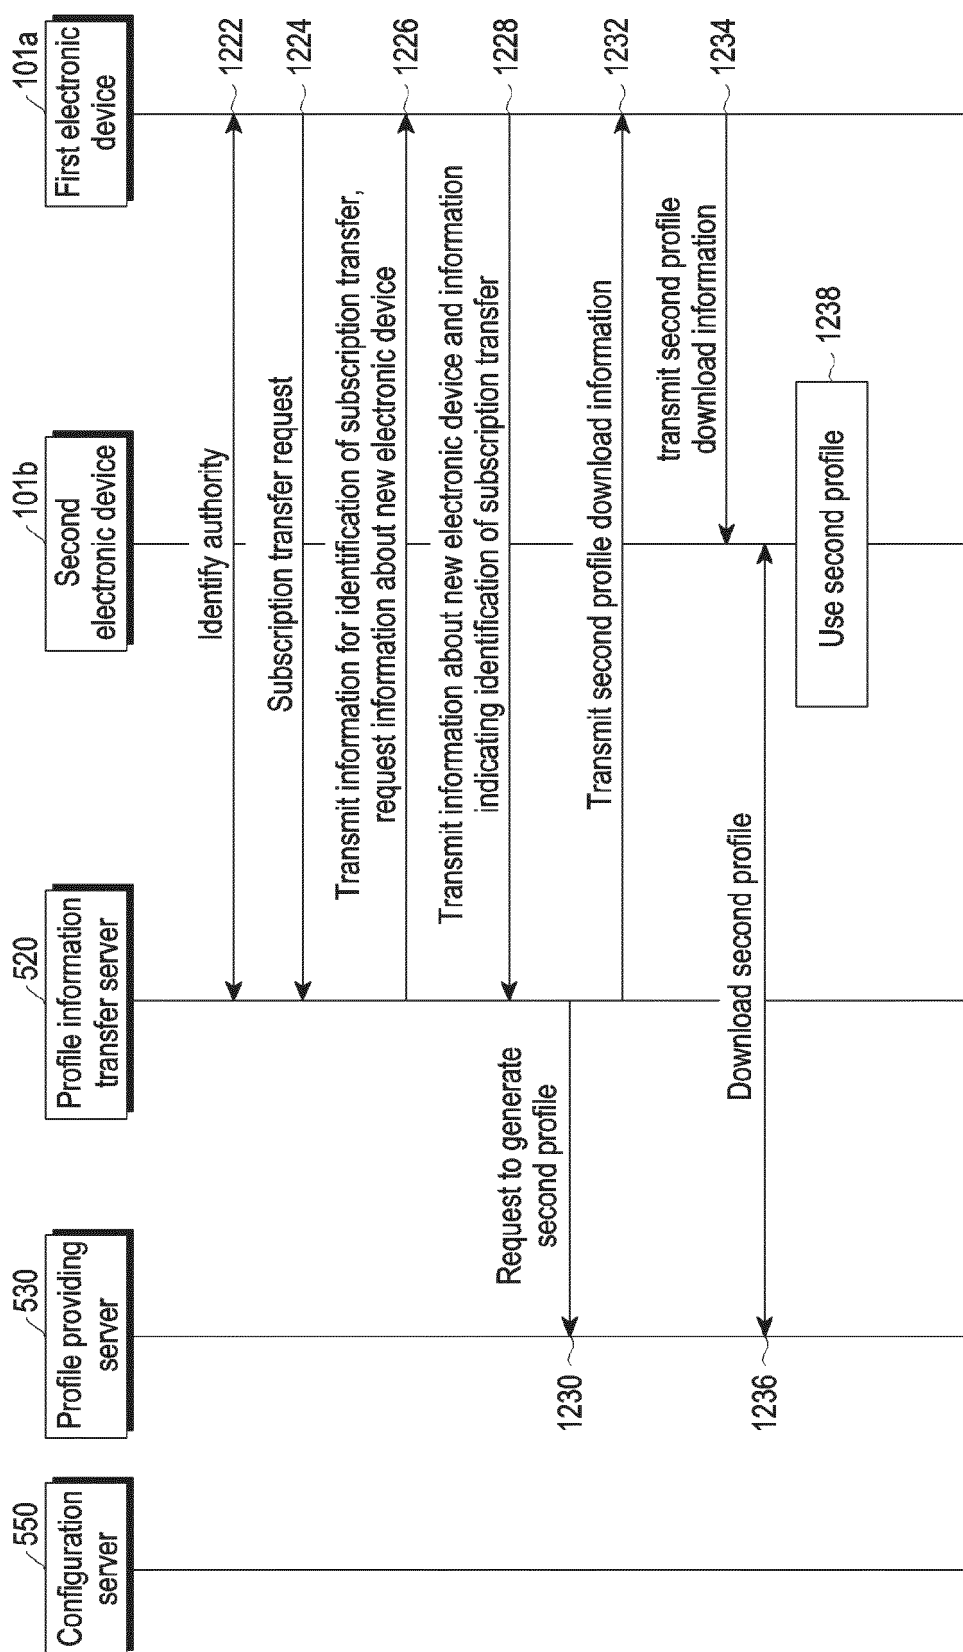 550
Configuration
server
530
Profile providing
server
520
Profile information
transfer server
101b
Second
electronic device
101a
First electronic
device
Identify authority
1222
Subscription transfer request
1224
Transmit information for identification of subscription transfer,
request information about new electronic device
1226
Transmit information about new electronic device and information
indicating identification of subscription transfer
1228
Request to generate
second profile
1230
Transmit second profile download information
1232
transmit second profile
download information
1234
Download second profile
1236
Use second profile
1238